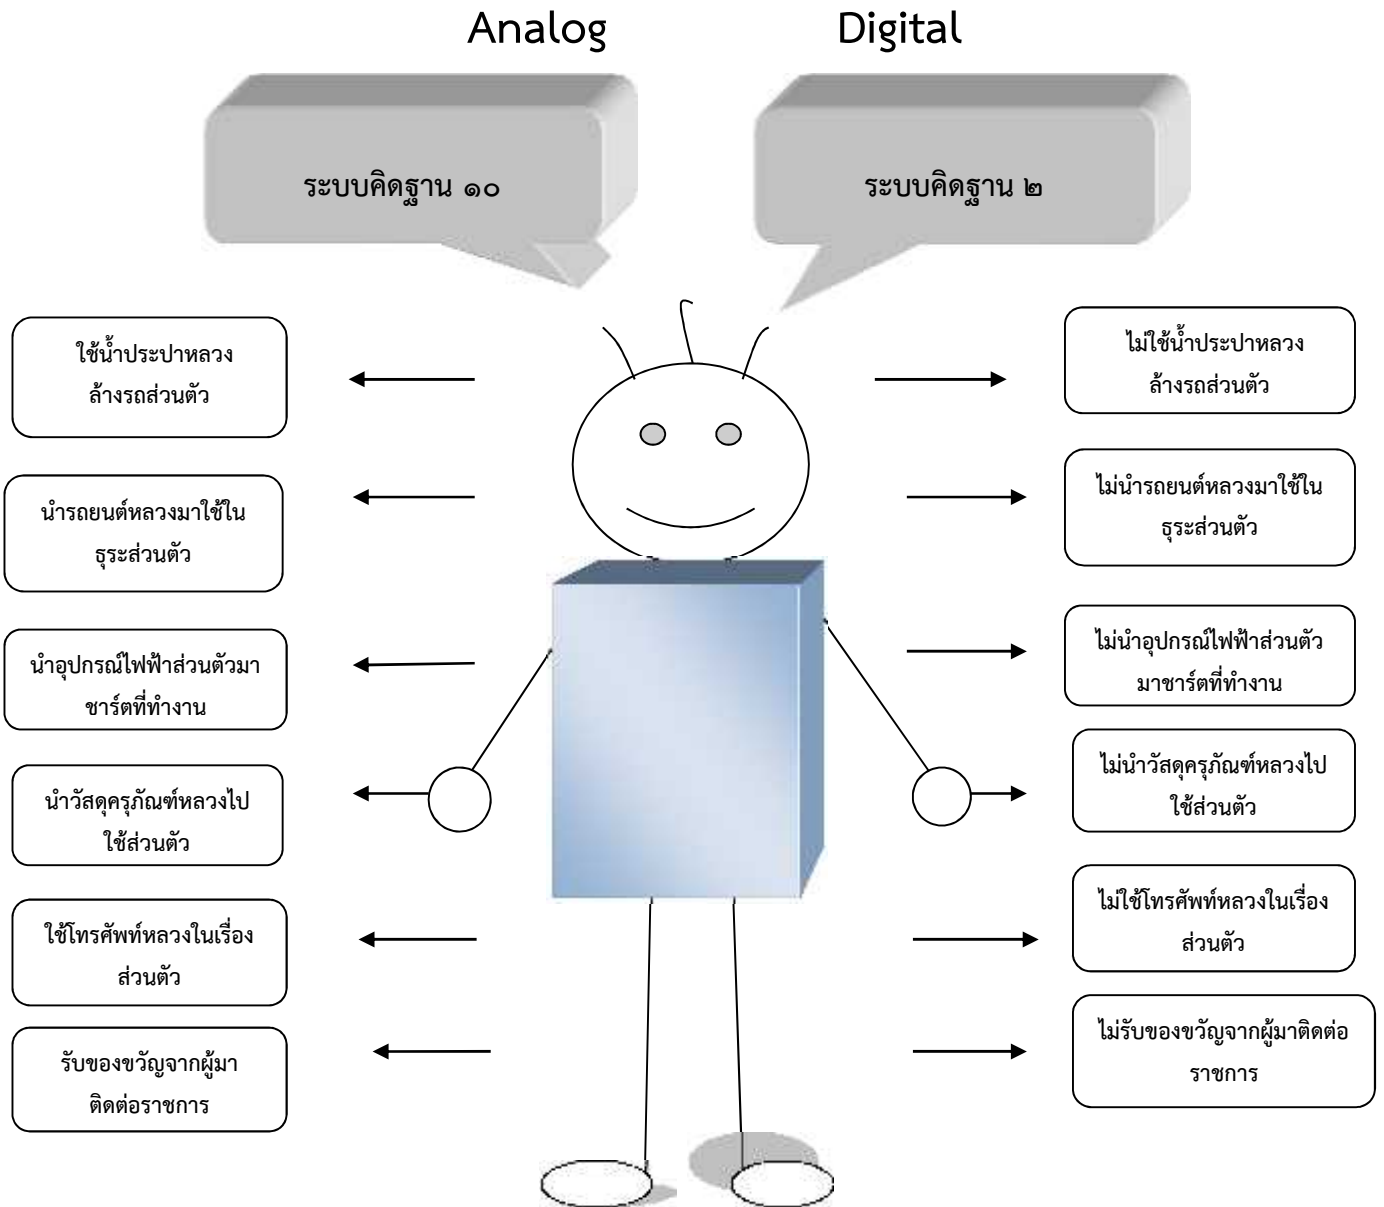 Analog
Digital
ระบบคิดฐาน ๑๐
ระบบคิดฐาน ๒
ใช้น้ำประปาหลวง
ล้างรถส่วนตัว
นำรถยนต์หลวงมาใช้ใน
ธุระส่วนตัว
นำอุปกรณ์ไฟฟ้าส่วนตัวมา
ชาร์ตที่ทำงาน
นำวัสดุครุภัณฑ์หลวงไป
ใช้ส่วนตัว
ใช้โทรศัพท์หลวงในเรื่อง
ส่วนตัว
รับของขวัญจากผู้มา
ติดต่อราชการ
ไม่ใช้น้ำประปาหลวง
ล้างรถส่วนตัว
ไม่นำรถยนต์หลวงมาใช้ใน
ธุระส่วนตัว
ไม่นำอุปกรณ์ไฟฟ้าส่วนตัว
มาชาร์ตที่ทำงาน
ไม่นำวัสดุครุภัณฑ์หลวงไป
ใช้ส่วนตัว
ไม่ใช้โทรศัพท์หลวงในเรื่อง
ส่วนตัว
ไม่รับของขวัญจากผู้มาติดต่อ
ราชการ